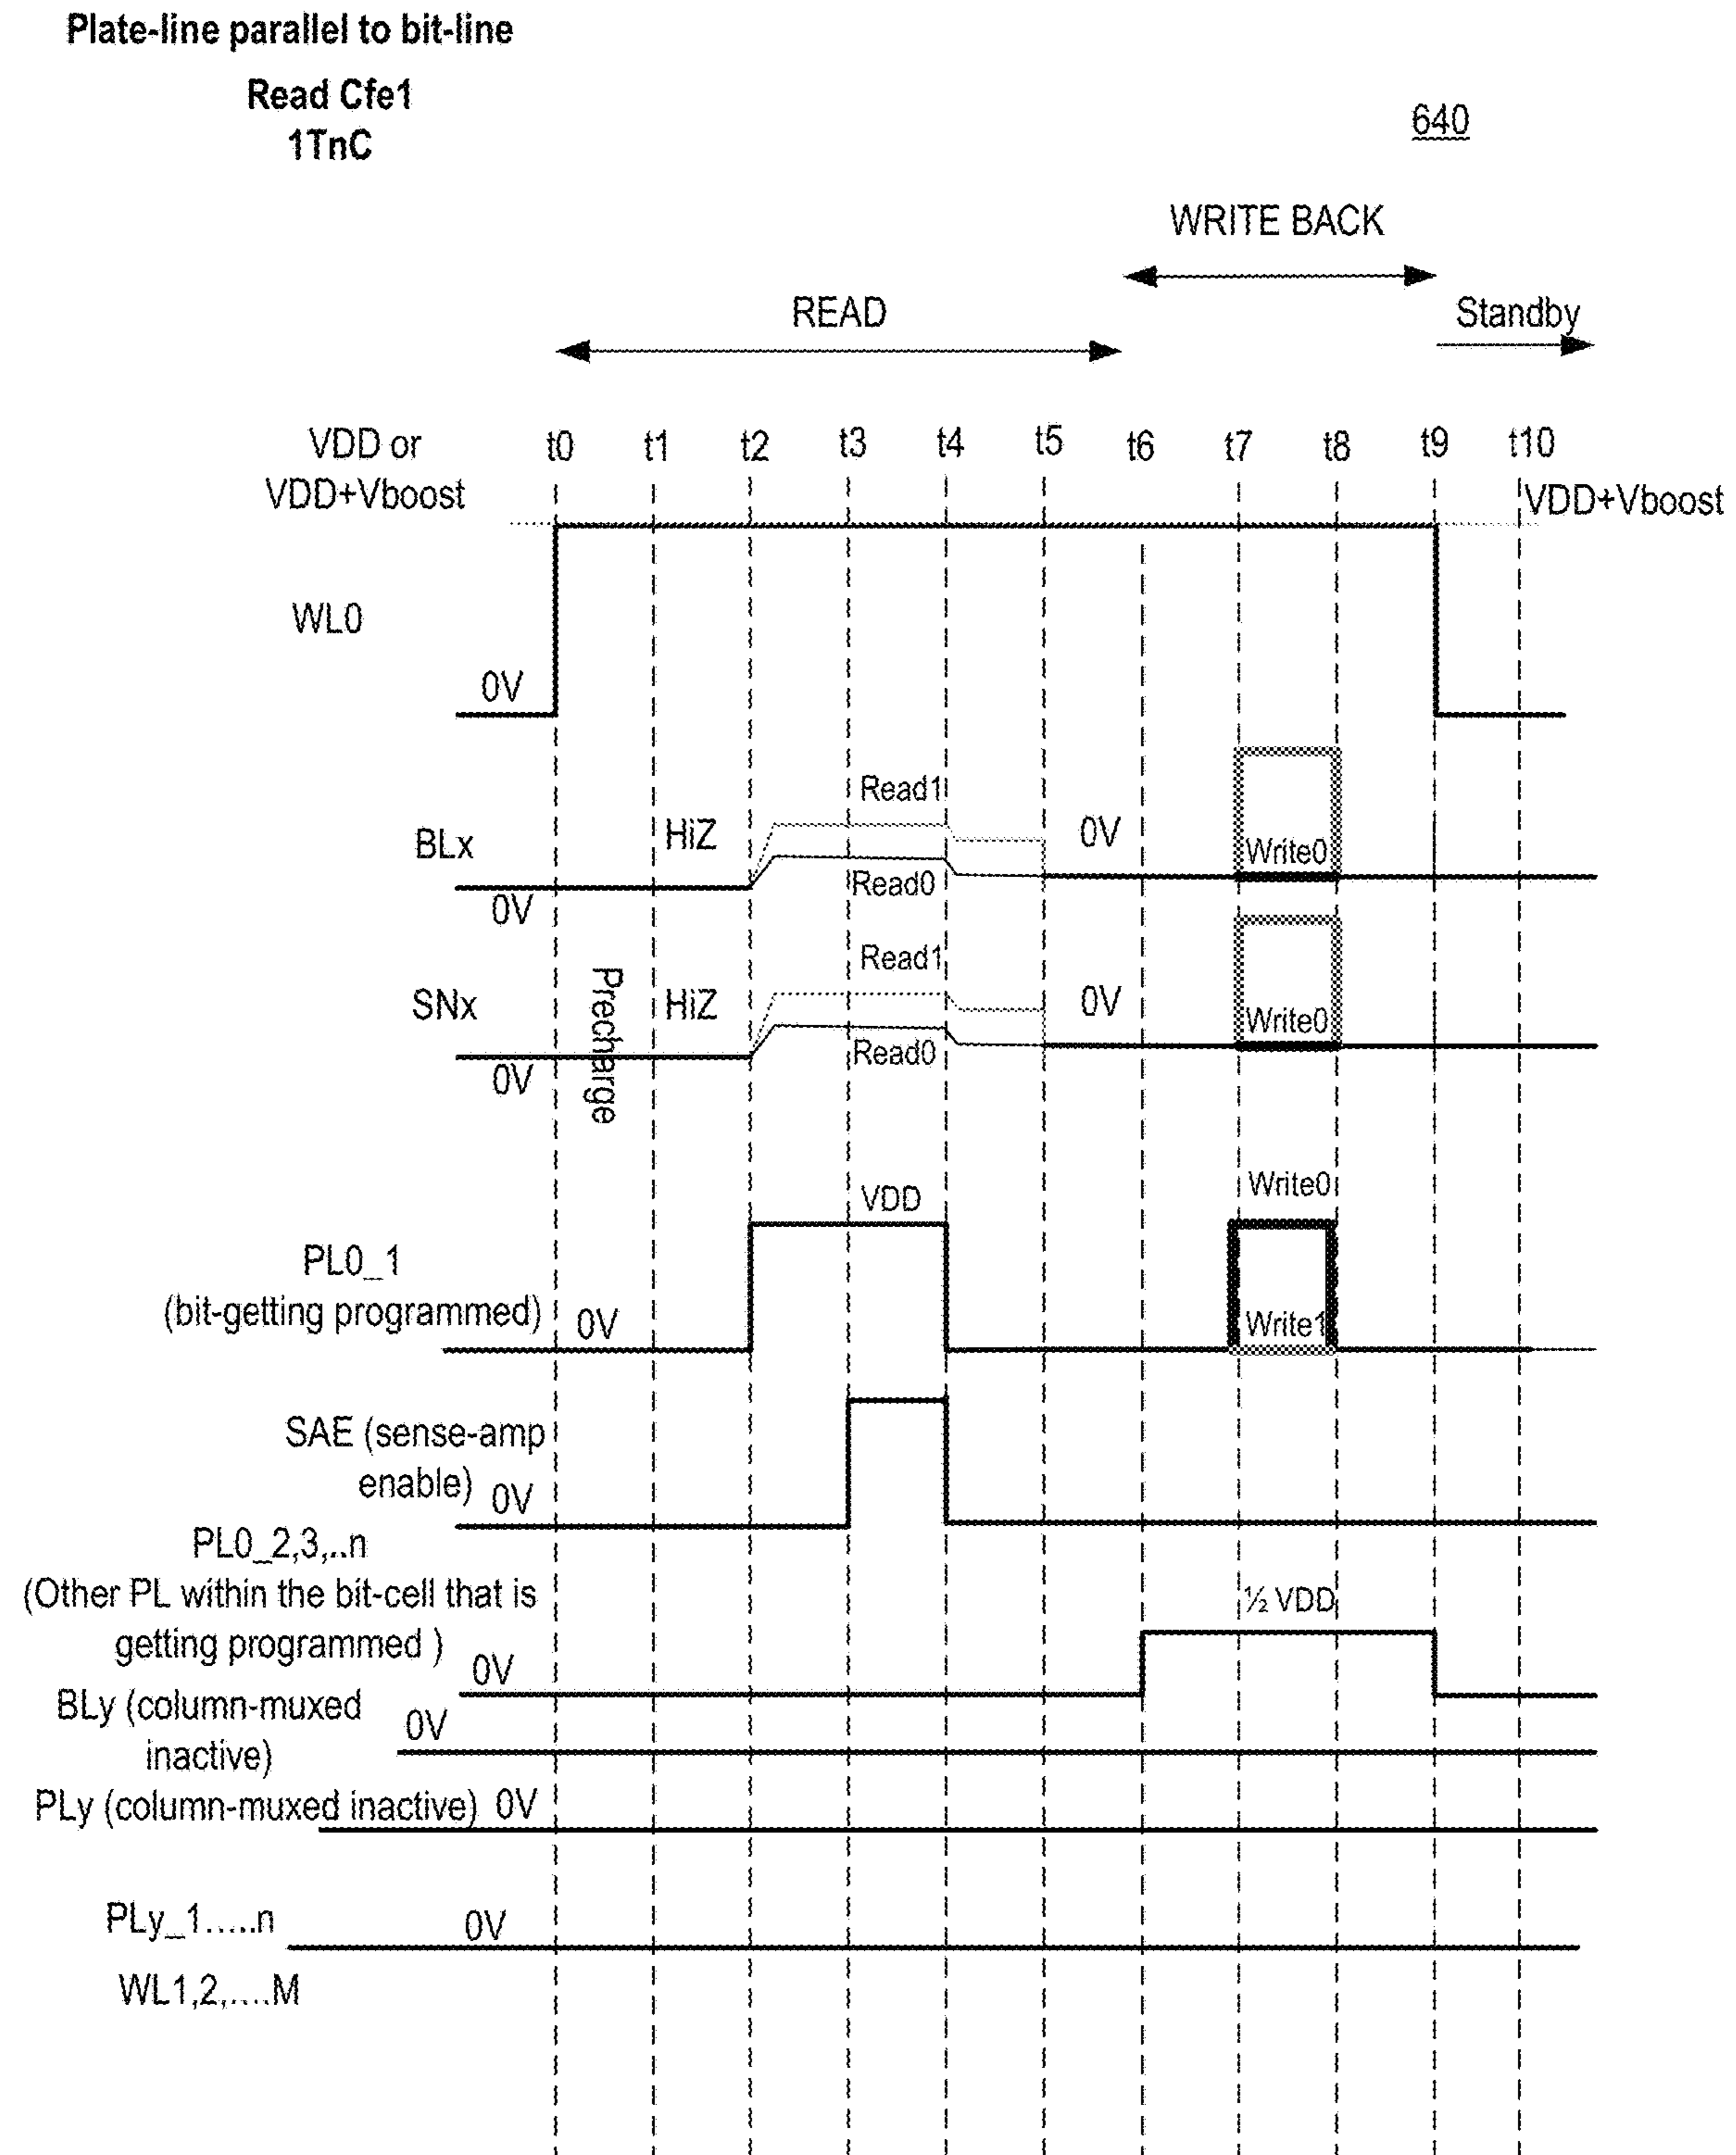 Plate-line parallel to bit-line
Read Cfe1
1TnC
640
WRITE BACK
READ
Standby
VDD or
VDD+Vboost
t0 t1 t2 t3 t4 t5 t6 t7 t8 t9 t10
VDD+Vboost
WL0
0V
BLx
0V
HiZ
Read1
Read0
0V
Write0
SNx
0V
Precharge
HiZ
Read1
Read0
0V
Write0
PL0_1
(bit-getting programmed)
0V
VDD
Write0
Write1
SAE (sense-amp
enable)
0V
PL0_2,3,..n
(Other PL within the bit-cell that is
getting programmed )
0V
½ VDD
BLy (column-muxed
inactive)
0V
PLy (column-muxed inactive) 0V
PLy_1.....n
0V
WL1,2,....M